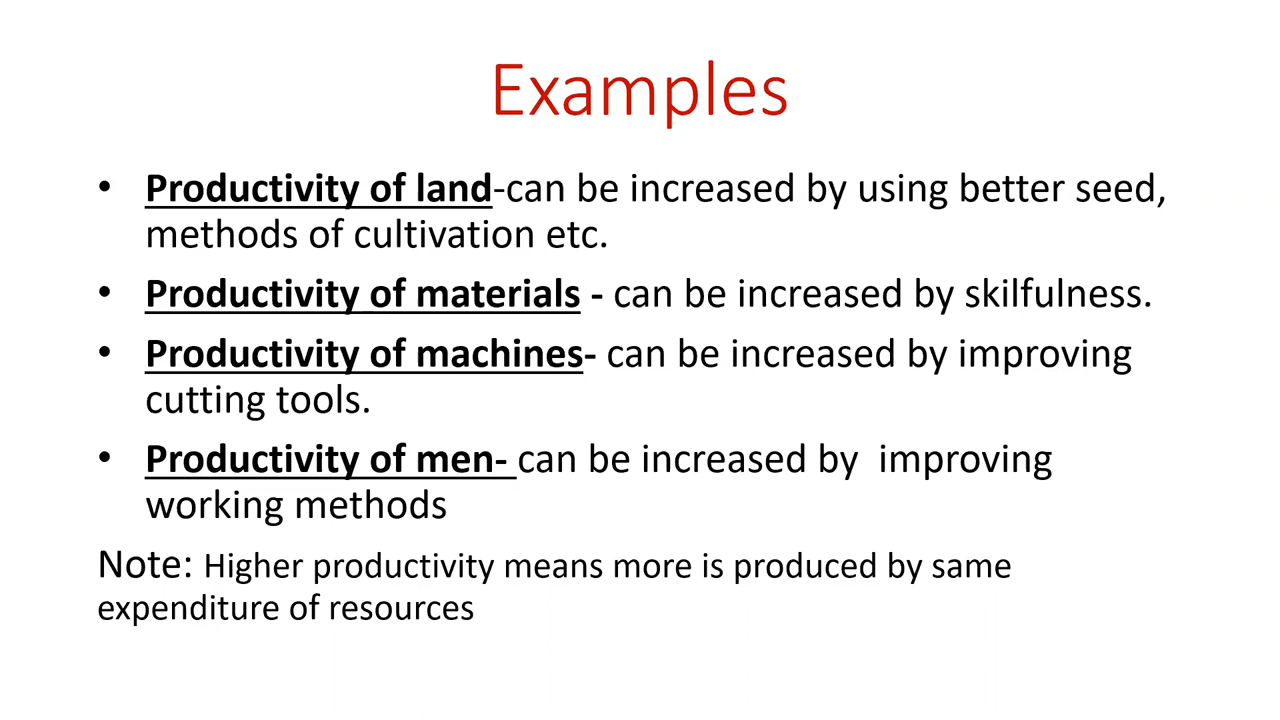 Examples
• Productivity of land-can be increased by using better seed,
methods of cultivation etc.
• Productivity of materials - can be increased by skilfulness.
• Productivity of machines- can be increased by improving
cutting tools.
• Productivity of men- can be increased by  improving
working methods
Note: Higher productivity means more is produced by same
expenditure of resources